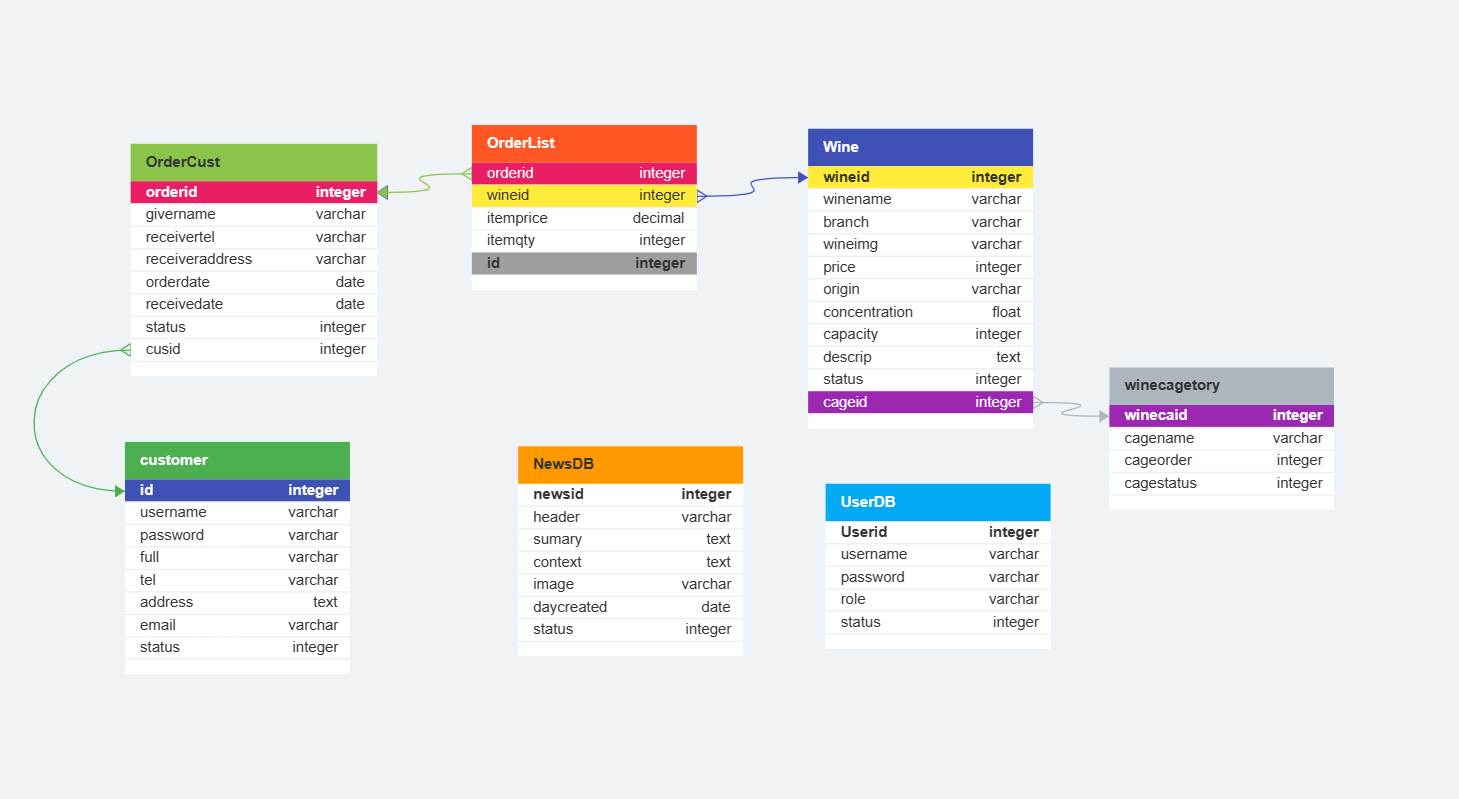 OrderCust
orderid integer
givername varchar
receivertel varchar
receiveraddress varchar
orderdate date
receivedate date
status integer
cusid integer
OrderList
orderid integer
wineid integer
itemprice decimal
itemqty integer
id integer
Wine
wineid integer
winename varchar
branch varchar
wineimg varchar
price integer
origin varchar
concentration float
capacity integer
descrip text
status integer
cageid integer
winecagetory
winecaid integer
cagename varchar
cageorder integer
cagestatus integer
customer
id integer
username varchar
password varchar
full varchar
tel varchar
address text
email varchar
status integer
NewsDB
newsid integer
header varchar
sumary text
context text
image varchar
daycreated date
status integer
UserDB
Userid integer
username varchar
password varchar
role varchar
status integer